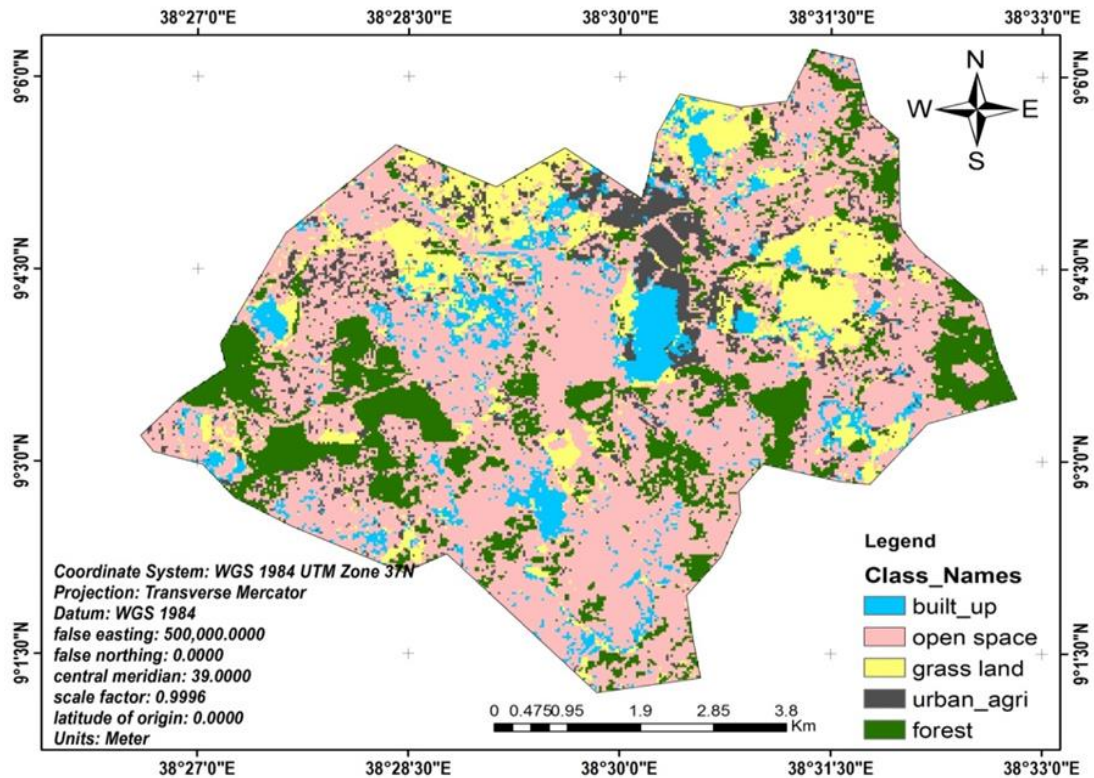 38°27'0"E 38°28'30"E 38°30'0"E 38°31'30"E 38°33'0"E
9°6'0"N 9°6'0"N
N
W E
S
9°4'30"N 9°4'30"N
9°3'0"N 9°3'0"N
Legend
Class_Names
built_up
open space
grass land
urban_agri
forest
Coordinate System: WGS 1984 UTM Zone 37N
Projection: Transverse Mercator
Datum: WGS 1984
false easting: 500,000.0000
false northing: 0.0000
central meridian: 39.0000
scale factor: 0.9996
latitude of origin: 0.0000
Units: Meter
9°1'30"N 9°1'30"N
0 0.475 0.95 1.9 2.85 3.8
Km
38°27'0"E 38°28'30"E 38°30'0"E 38°31'30"E 38°33'0"E